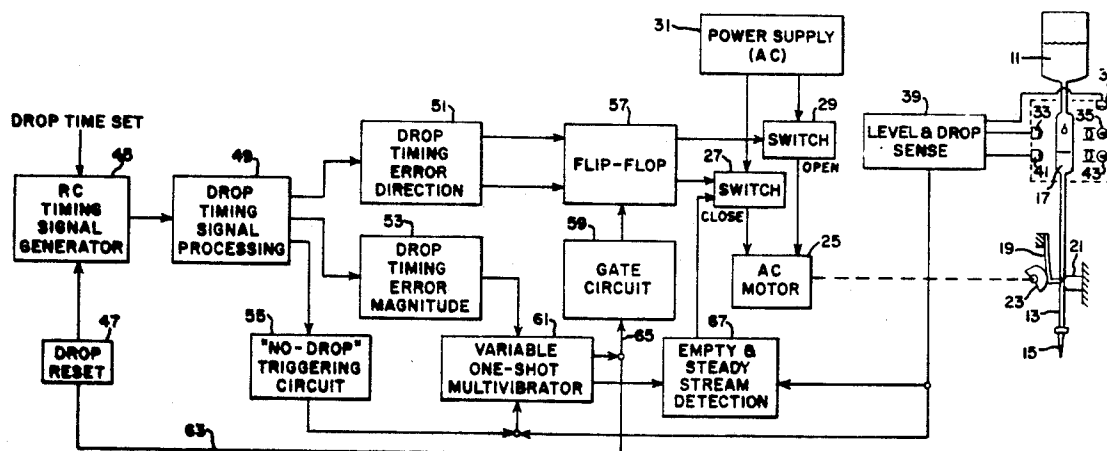 31
POWER SUPPLY
(AC)
11
51
57
29
39
33
35
DROP TIME SET
45
49
DROP
TIMING
ERROR
DIRECTION
FLIP-FLOP
27
SWITCH
OPEN
LEVEL & DROP
SENSE
41
43
17
RC
TIMING
SIGNAL
GENERATOR
DROP
TIMING
SIGNAL
PROCESSING
SWITCH
CLOSE
53
59
25
19
21
DROP
TIMING
ERROR
MAGNITUDE
GATE
CIRCUIT
AC
MOTOR
23
13
47
55
61
65
67
15
DROP
RESET
"NO-DROP"
TRIGGERING
CIRCUIT
VARIABLE
ONE-SHOT
MULTIVIBRATOR
EMPTY &
STEADY
STREAM
DETECTION
63